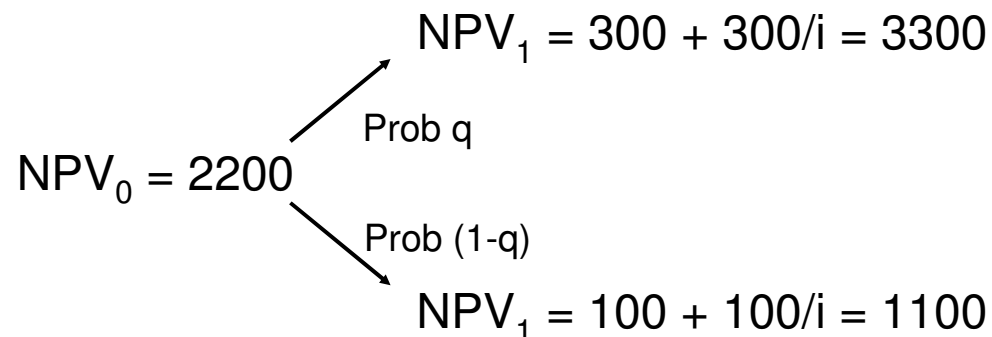 NPV₁ = 300 + 300/i = 3300
Prob q
NPV₀ = 2200
Prob (1-q)
NPV₁ = 100 + 100/i = 1100